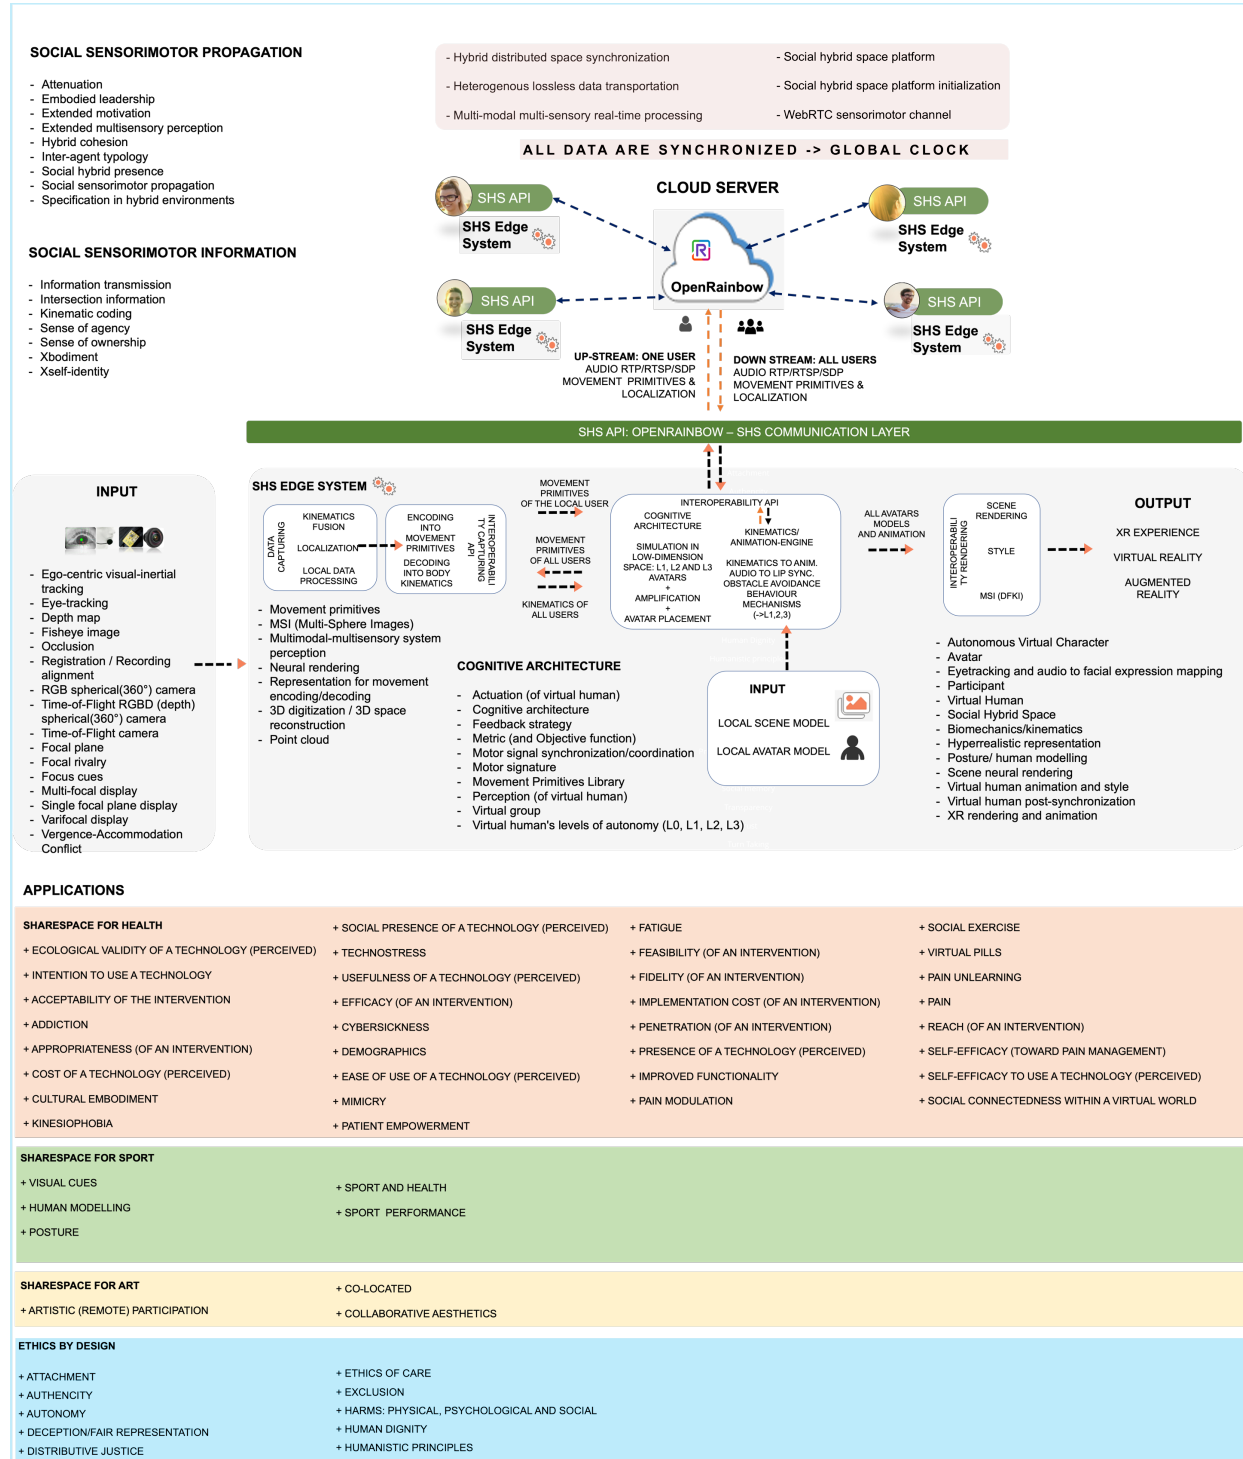 SOCIAL SENSORIMOTOR PROPAGATION
- Attenuation
- Embodied leadership
- Extended motivation
- Extended multisensory perception
- Hybrid cohesion
- Inter-agent typology
- Social hybrid presence
- Social sensorimotor propagation
- Specification in hybrid environments
SOCIAL SENSORIMOTOR INFORMATION
- Information transmission
- Intersection information
- Kinematic coding
- Sense of agency
- Sense of ownership
- Xbodiment
- Xself-identity
- Hybrid distributed space synchronization
- Heterogenous lossless data transportation
- Multi-modal multi-sensory real-time processing
- Social hybrid space platform
- Social hybrid space platform initialization
- WebRTC sensorimotor channel
ALL DATA ARE SYNCHRONIZED -> GLOBAL CLOCK
CLOUD SERVER
SHS API
SHS Edge
System
SHS API
SHS Edge
System
SHS API
SHS Edge
System
SHS API
SHS Edge
System
R
OpenRainbow
UP-STREAM: ONE USER
AUDIO RTP/RTSP/SDP
MOVEMENT PRIMITIVES &
LOCALIZATION
DOWN STREAM: ALL USERS
AUDIO RTP/RTSP/SDP
MOVEMENT PRIMITIVES &
LOCALIZATION
SHS API: OPENRAINBOW – SHS COMMUNICATION LAYER
INPUT
- Ego-centric visual-inertial
tracking
- Eye-tracking
- Depth map
- Fisheye image
- Occlusion
- Registration / Recording
alignment
- RGB spherical(360°) camera
- Time-of-Flight RGBD (depth)
spherical(360°) camera
- Time-of-Flight camera
- Focal plane
- Focal rivalry
- Focus cues
- Multi-focal display
- Single focal plane display
- Varifocal display
- Vergence-Accommodation
Conflict
SHS EDGE SYSTEM
DATA
CAPTURING
KINEMATICS
FUSION
LOCALIZATION
LOCAL DATA
PROCESSING
ENCODING
INTO
MOVEMENT
PRIMITIVES
DECODING
INTO BODY
KINEMATICS
INTEROPERABILI
TY CAPTURING
API
- Movement primitives
- MSI (Multi-Sphere Images)
- Multimodal-multisensory system
perception
- Neural rendering
- Representation for movement
encoding/decoding
- 3D digitization / 3D space
reconstruction
- Point cloud
MOVEMENT
PRIMITIVES
OF THE LOCAL USER
MOVEMENT
PRIMITIVES
OF ALL USERS
KINEMATICS OF
ALL USERS
INTEROPERABILITY API
COGNITIVE
ARCHITECTURE
SIMULATION IN
LOW-DIMENSION
SPACE: L1, L2 AND L3
AVATARS
+
AMPLIFICATION
+
AVATAR PLACEMENT
KINEMATICS/
ANIMATION-ENGINE
KINEMATICS TO ANIM.
AUDIO TO LIP SYNC.
OBSTACLE AVOIDANCE
BEHAVIOUR
MECHANISMS
(->L1,2,3)
COGNITIVE ARCHITECTURE
- Actuation (of virtual human)
- Cognitive architecture
- Feedback strategy
- Metric (and Objective function)
- Motor signal synchronization/coordination
- Motor signature
- Movement Primitives Library
- Perception (of virtual human)
- Virtual group
- Virtual human's levels of autonomy (L0, L1, L2, L3)
INPUT
LOCAL SCENE MODEL
LOCAL AVATAR MODEL
ALL AVATARS
MODELS
AND ANIMATION
INTEROPERABILI
TY RENDERING
SCENE
RENDERING
STYLE
MSI (DFKI)
OUTPUT
XR EXPERIENCE
VIRTUAL REALITY
AUGMENTED
REALITY
- Autonomous Virtual Character
- Avatar
- Eyetracking and audio to facial expression mapping
- Participant
- Virtual Human
- Social Hybrid Space
- Biomechanics/kinematics
- Hyperrealistic representation
- Posture/ human modelling
- Scene neural rendering
- Virtual human animation and style
- Virtual human post-synchronization
- XR rendering and animation
APPLICATIONS
SHARESPACE FOR HEALTH
+ ECOLOGICAL VALIDITY OF A TECHNOLOGY (PERCEIVED)
+ INTENTION TO USE A TECHNOLOGY
+ ACCEPTABILITY OF THE INTERVENTION
+ ADDICTION
+ APPROPRIATENESS (OF AN INTERVENTION)
+ COST OF A TECHNOLOGY (PERCEIVED)
+ CULTURAL EMBODIMENT
+ KINESIOPHOBIA
+ SOCIAL PRESENCE OF A TECHNOLOGY (PERCEIVED)
+ TECHNOSTRESS
+ USEFULNESS OF A TECHNOLOGY (PERCEIVED)
+ EFFICACY (OF AN INTERVENTION)
+ CYBERSICKNESS
+ DEMOGRAPHICS
+ EASE OF USE OF A TECHNOLOGY (PERCEIVED)
+ MIMICRY
+ PATIENT EMPOWERMENT
+ FATIGUE
+ FEASIBILITY (OF AN INTERVENTION)
+ FIDELITY (OF AN INTERVENTION)
+ IMPLEMENTATION COST (OF AN INTERVENTION)
+ PENETRATION (OF AN INTERVENTION)
+ PRESENCE OF A TECHNOLOGY (PERCEIVED)
+ IMPROVED FUNCTIONALITY
+ PAIN MODULATION
+ SOCIAL EXERCISE
+ VIRTUAL PILLS
+ PAIN UNLEARNING
+ PAIN
+ REACH (OF AN INTERVENTION)
+ SELF-EFFICACY (TOWARD PAIN MANAGEMENT)
+ SELF-EFFICACY TO USE A TECHNOLOGY (PERCEIVED)
+ SOCIAL CONNECTEDNESS WITHIN A VIRTUAL WORLD
SHARESPACE FOR SPORT
+ VISUAL CUES
+ HUMAN MODELLING
+ POSTURE
+ SPORT AND HEALTH
+ SPORT PERFORMANCE
SHARESPACE FOR ART
+ ARTISTIC (REMOTE) PARTICIPATION
+ CO-LOCATED
+ COLLABORATIVE AESTHETICS
ETHICS BY DESIGN
+ ATTACHMENT
+ AUTHENCITY
+ AUTONOMY
+ DECEPTION/FAIR REPRESENTATION
+ DISTRIBUTIVE JUSTICE
+ ETHICS OF CARE
+ EXCLUSION
+ HARMS: PHYSICAL, PSYCHOLOGICAL AND SOCIAL
+ HUMAN DIGNITY
+ HUMANISTIC PRINCIPLES